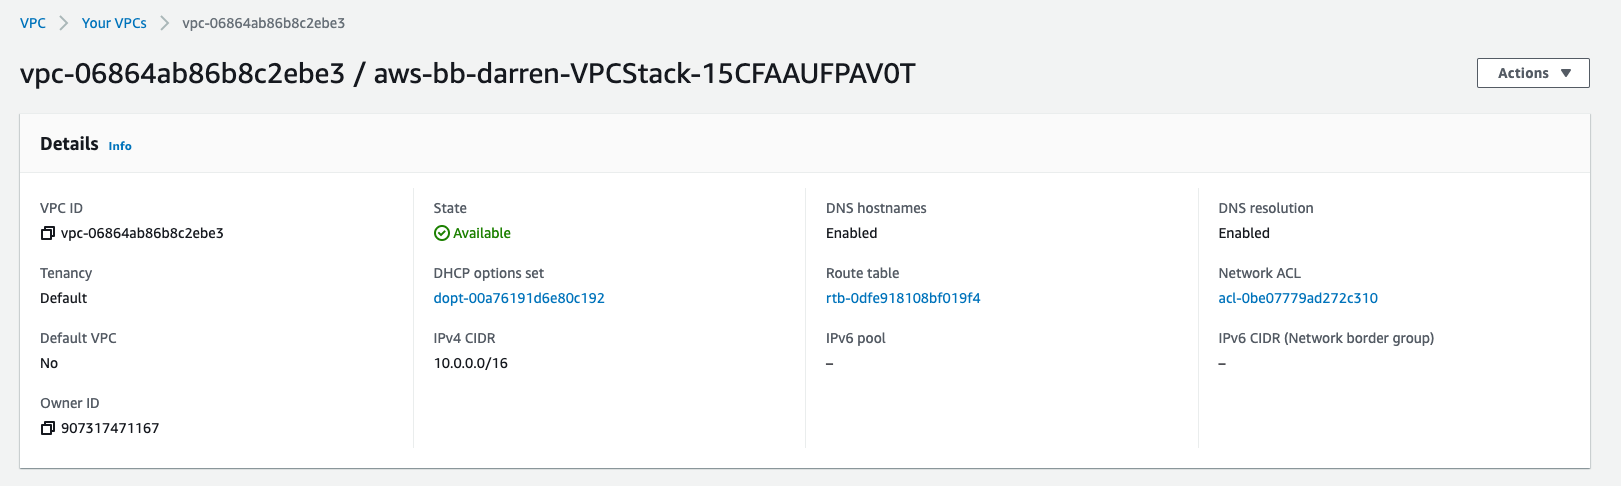 VPC > Your VPCs > vpc-06864ab86b8c2ebe3
vpc-06864ab86b8c2ebe3 / aws-bb-darren-VPCStack-15CFAAUFPAV0T
Actions ▼
Details Info
VPC ID
vpc-06864ab86b8c2ebe3
State
Available
DNS hostnames
Enabled
DNS resolution
Enabled
Tenancy
Default
DHCP options set
dopt-00a76191d6e80c192
Route table
rtb-0dfe918108bf019f4
Network ACL
acl-0be07779ad272c310
Default VPC
No
IPv4 CIDR
10.0.0.0/16
IPv6 pool
–
IPv6 CIDR (Network border group)
–
Owner ID
907317471167